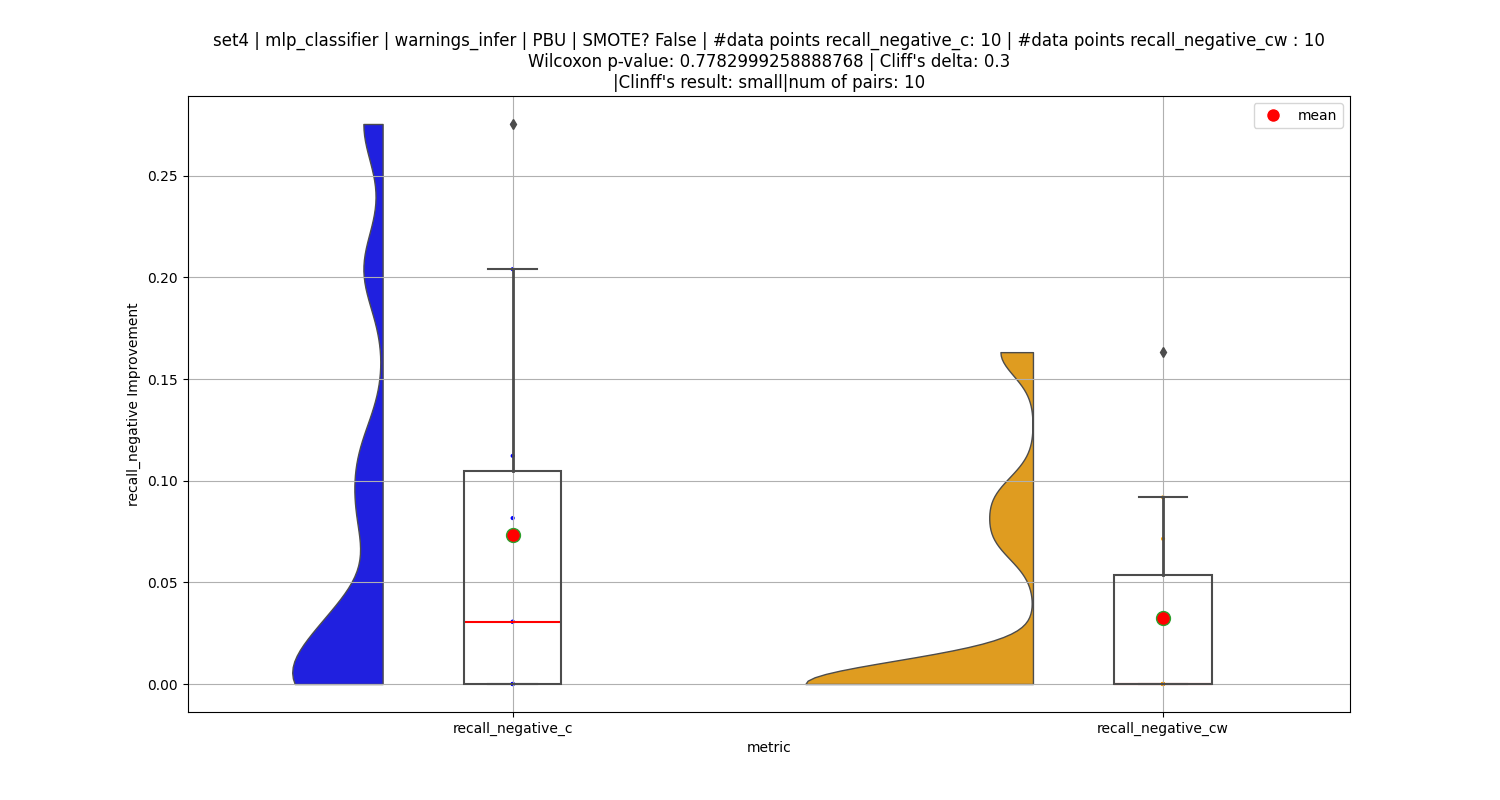 set4 | mlp_classifier | warnings_infer | PBU | SMOTE? False | #data points recall_negative_c: 10 | #data points recall_negative_cw : 10
Wilcoxon p-value: 0.7782999258888768 | Cliff's delta: 0.3
|Clinff's result: small|num of pairs: 10
mean
recall_negative Improvement
0.25
0.20
0.15
0.10
0.05
0.00
recall_negative_c
recall_negative_cw
metric